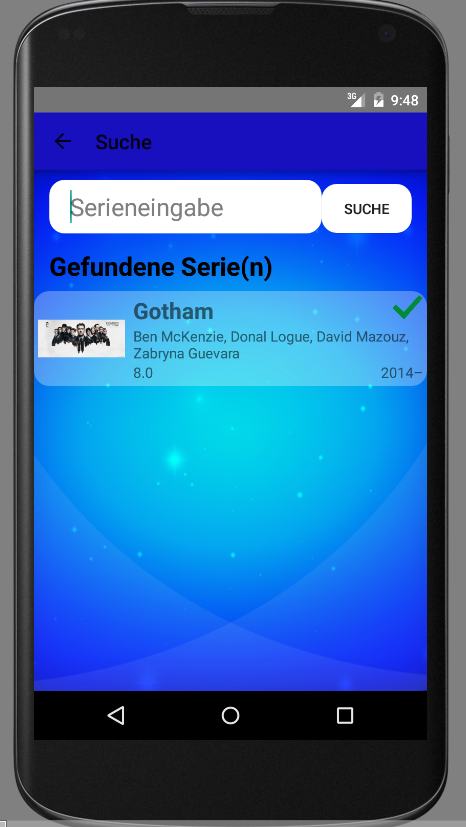 3G 9:48
Suche
Serieneingabe
SUCHE
Gefundene Serie(n)
Gotham
Ben McKenzie, Donal Logue, David Mazouz,
Zabryna Guevara
8.0 2014–